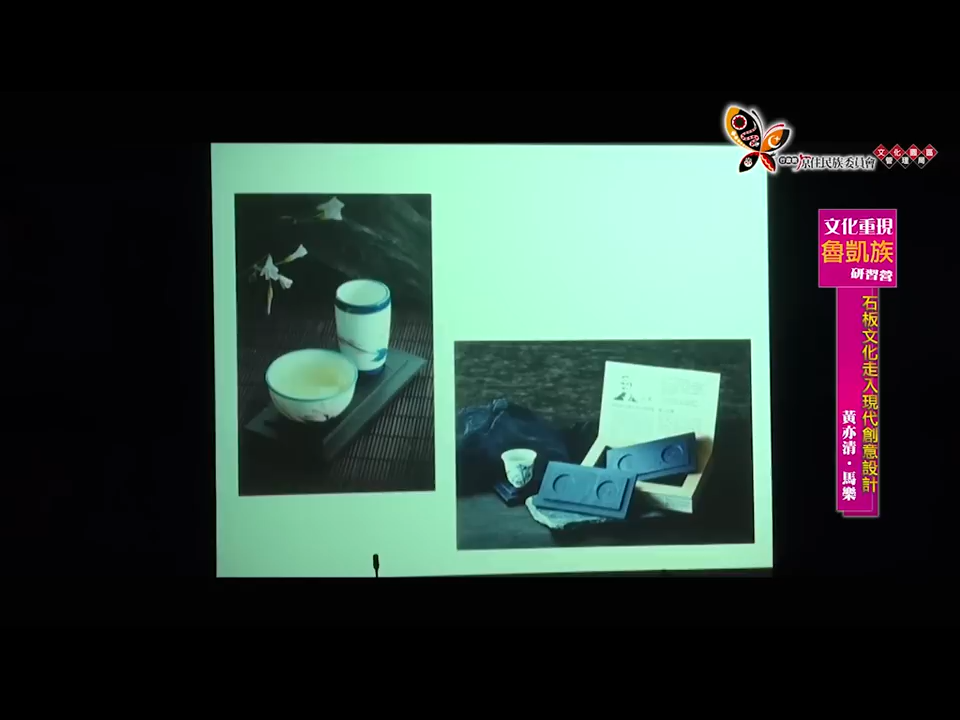 原住民族委員會
文化園區
管理局
文化重現
魯凱族
研習營
石板文化走入現代創意設計
黃亦清・馬樂